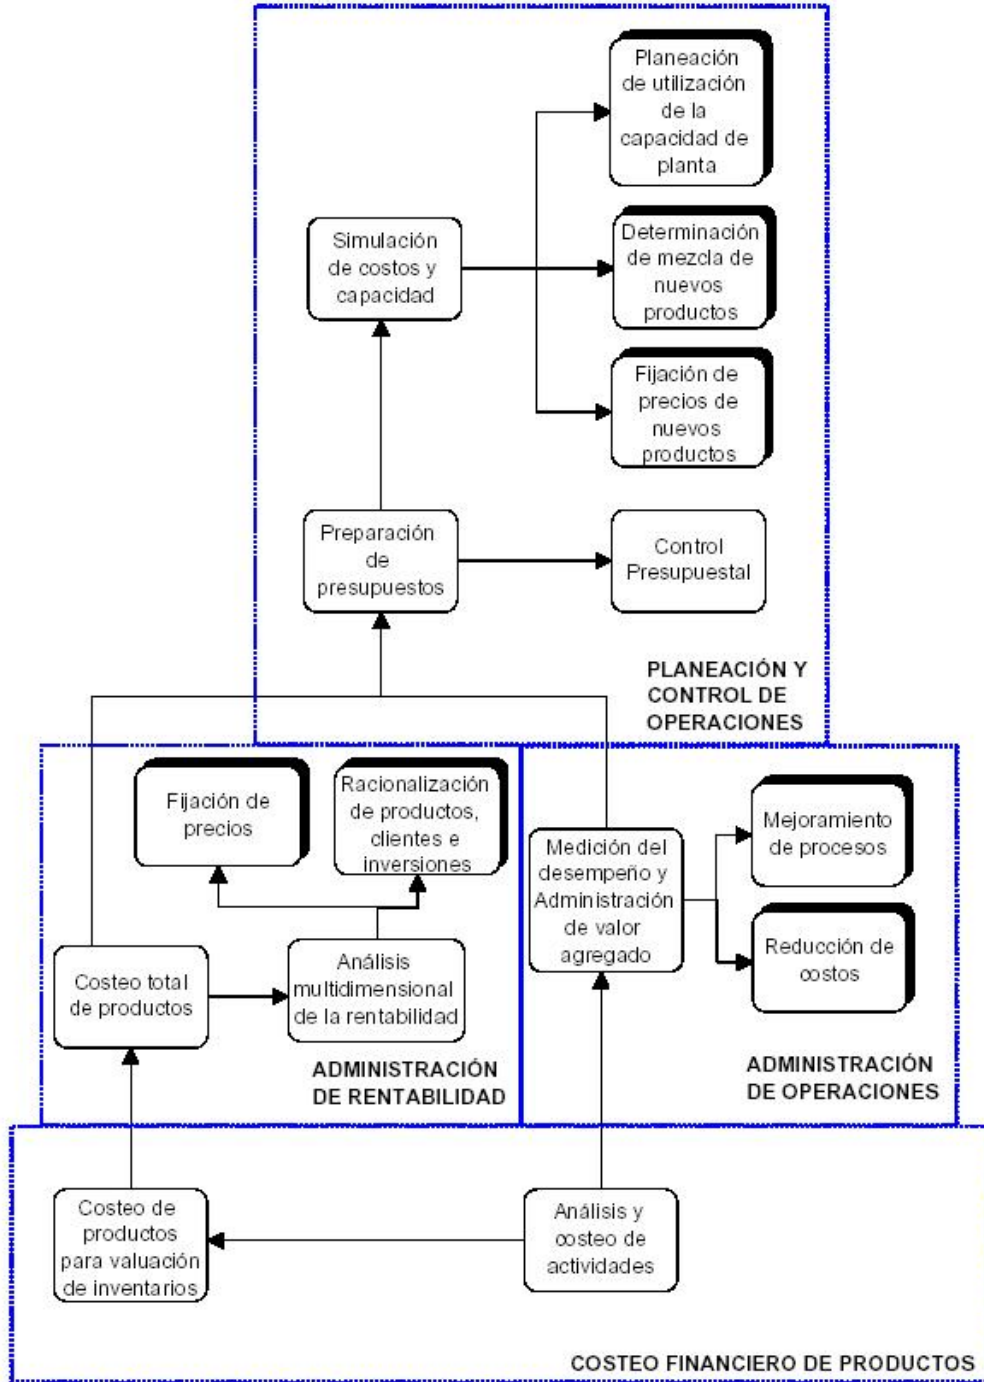 Planeación
de utilización
de la
capacidad de
planta
Simulación
de costos y
capacidad
Determinación
de mezcla de
nuevos
productos
Fijación de
precios de
nuevos
productos
Preparación
de
presupuestos
Control
Presupuestal
PLANEACIÓN Y
CONTROL DE
OPERACIONES
Fijación de
precios
Racionalización
de productos,
clientes e
inversiones
Medición del
desempeño y
Administración
de valor
agregado
Mejoramiento
de procesos
Reducción de
costos
Costeo total
de productos
Análisis
multidimensional
de la rentabilidad
ADMINISTRACIÓN
DE RENTABILIDAD
ADMINISTRACIÓN
DE OPERACIONES
Costeo de
productos
para valuación
de inventarios
Análisis y
costeo de
actividades
COSTEO FINANCIERO DE PRODUCTOS